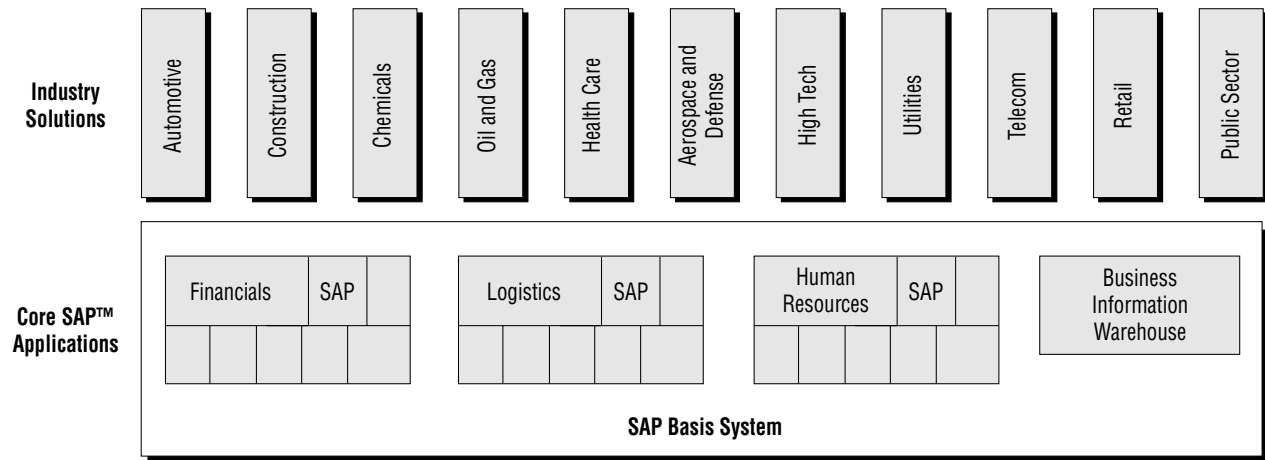 Industry
Solutions
Automotive
Construction
Chemicals
Oil and Gas
Health Care
Aerospace and
Defense
High Tech
Utilities
Telecom
Retail
Public Sector
Core SAP™
Applications
Financials
SAP
Logistics
SAP
Human
Resources
SAP
Business
Information
Warehouse
SAP Basis System